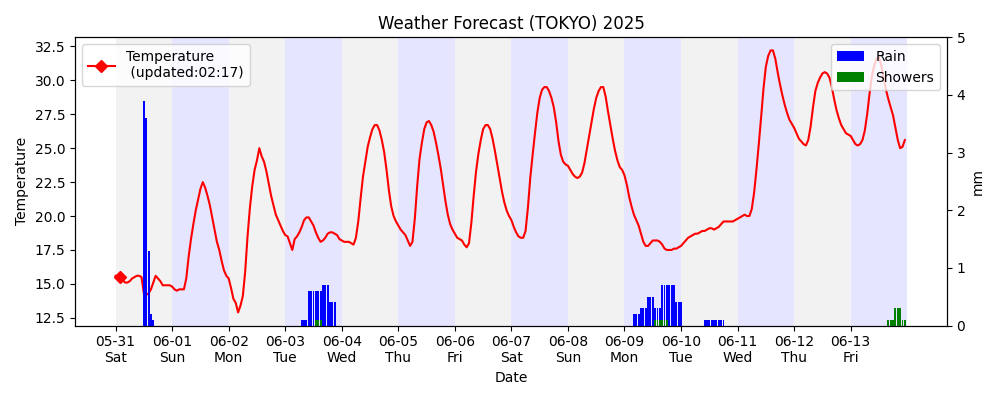 Weather Forecast (TOKYO) 2025
Temperature
(updated:02:17)
Rain
Showers
32.5
30.0
27.5
25.0
22.5
20.0
17.5
15.0
12.5
Temperature
5
4
3
2
1
0
mm
05-31 06-01 06-02 06-03 06-04 06-05 06-06 06-07 06-08 06-09 06-10 06-11 06-12 06-13
Sat Sun Mon Tue Wed Thu Fri Sat Sun Mon Tue Wed Thu Fri
Date